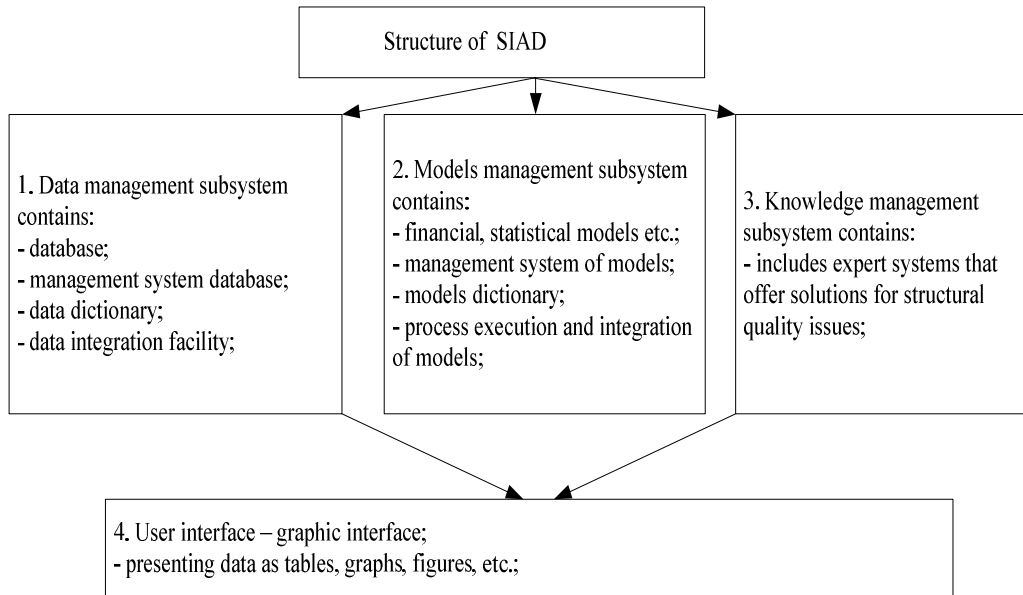 Structure of SIAD
1. Data management subsystem
contains:
- database;
- management system database;
- data dictionary;
- data integration facility;
2. Models management subsystem
contains:
- financial, statistical models etc.;
- management system of models;
- models dictionary;
- process execution and integration
of models;
3. Knowledge management
subsystem contains:
- includes expert systems that
offer solutions for structural
quality issues;
4. User interface – graphic interface;
- presenting data as tables, graphs, figures, etc.;